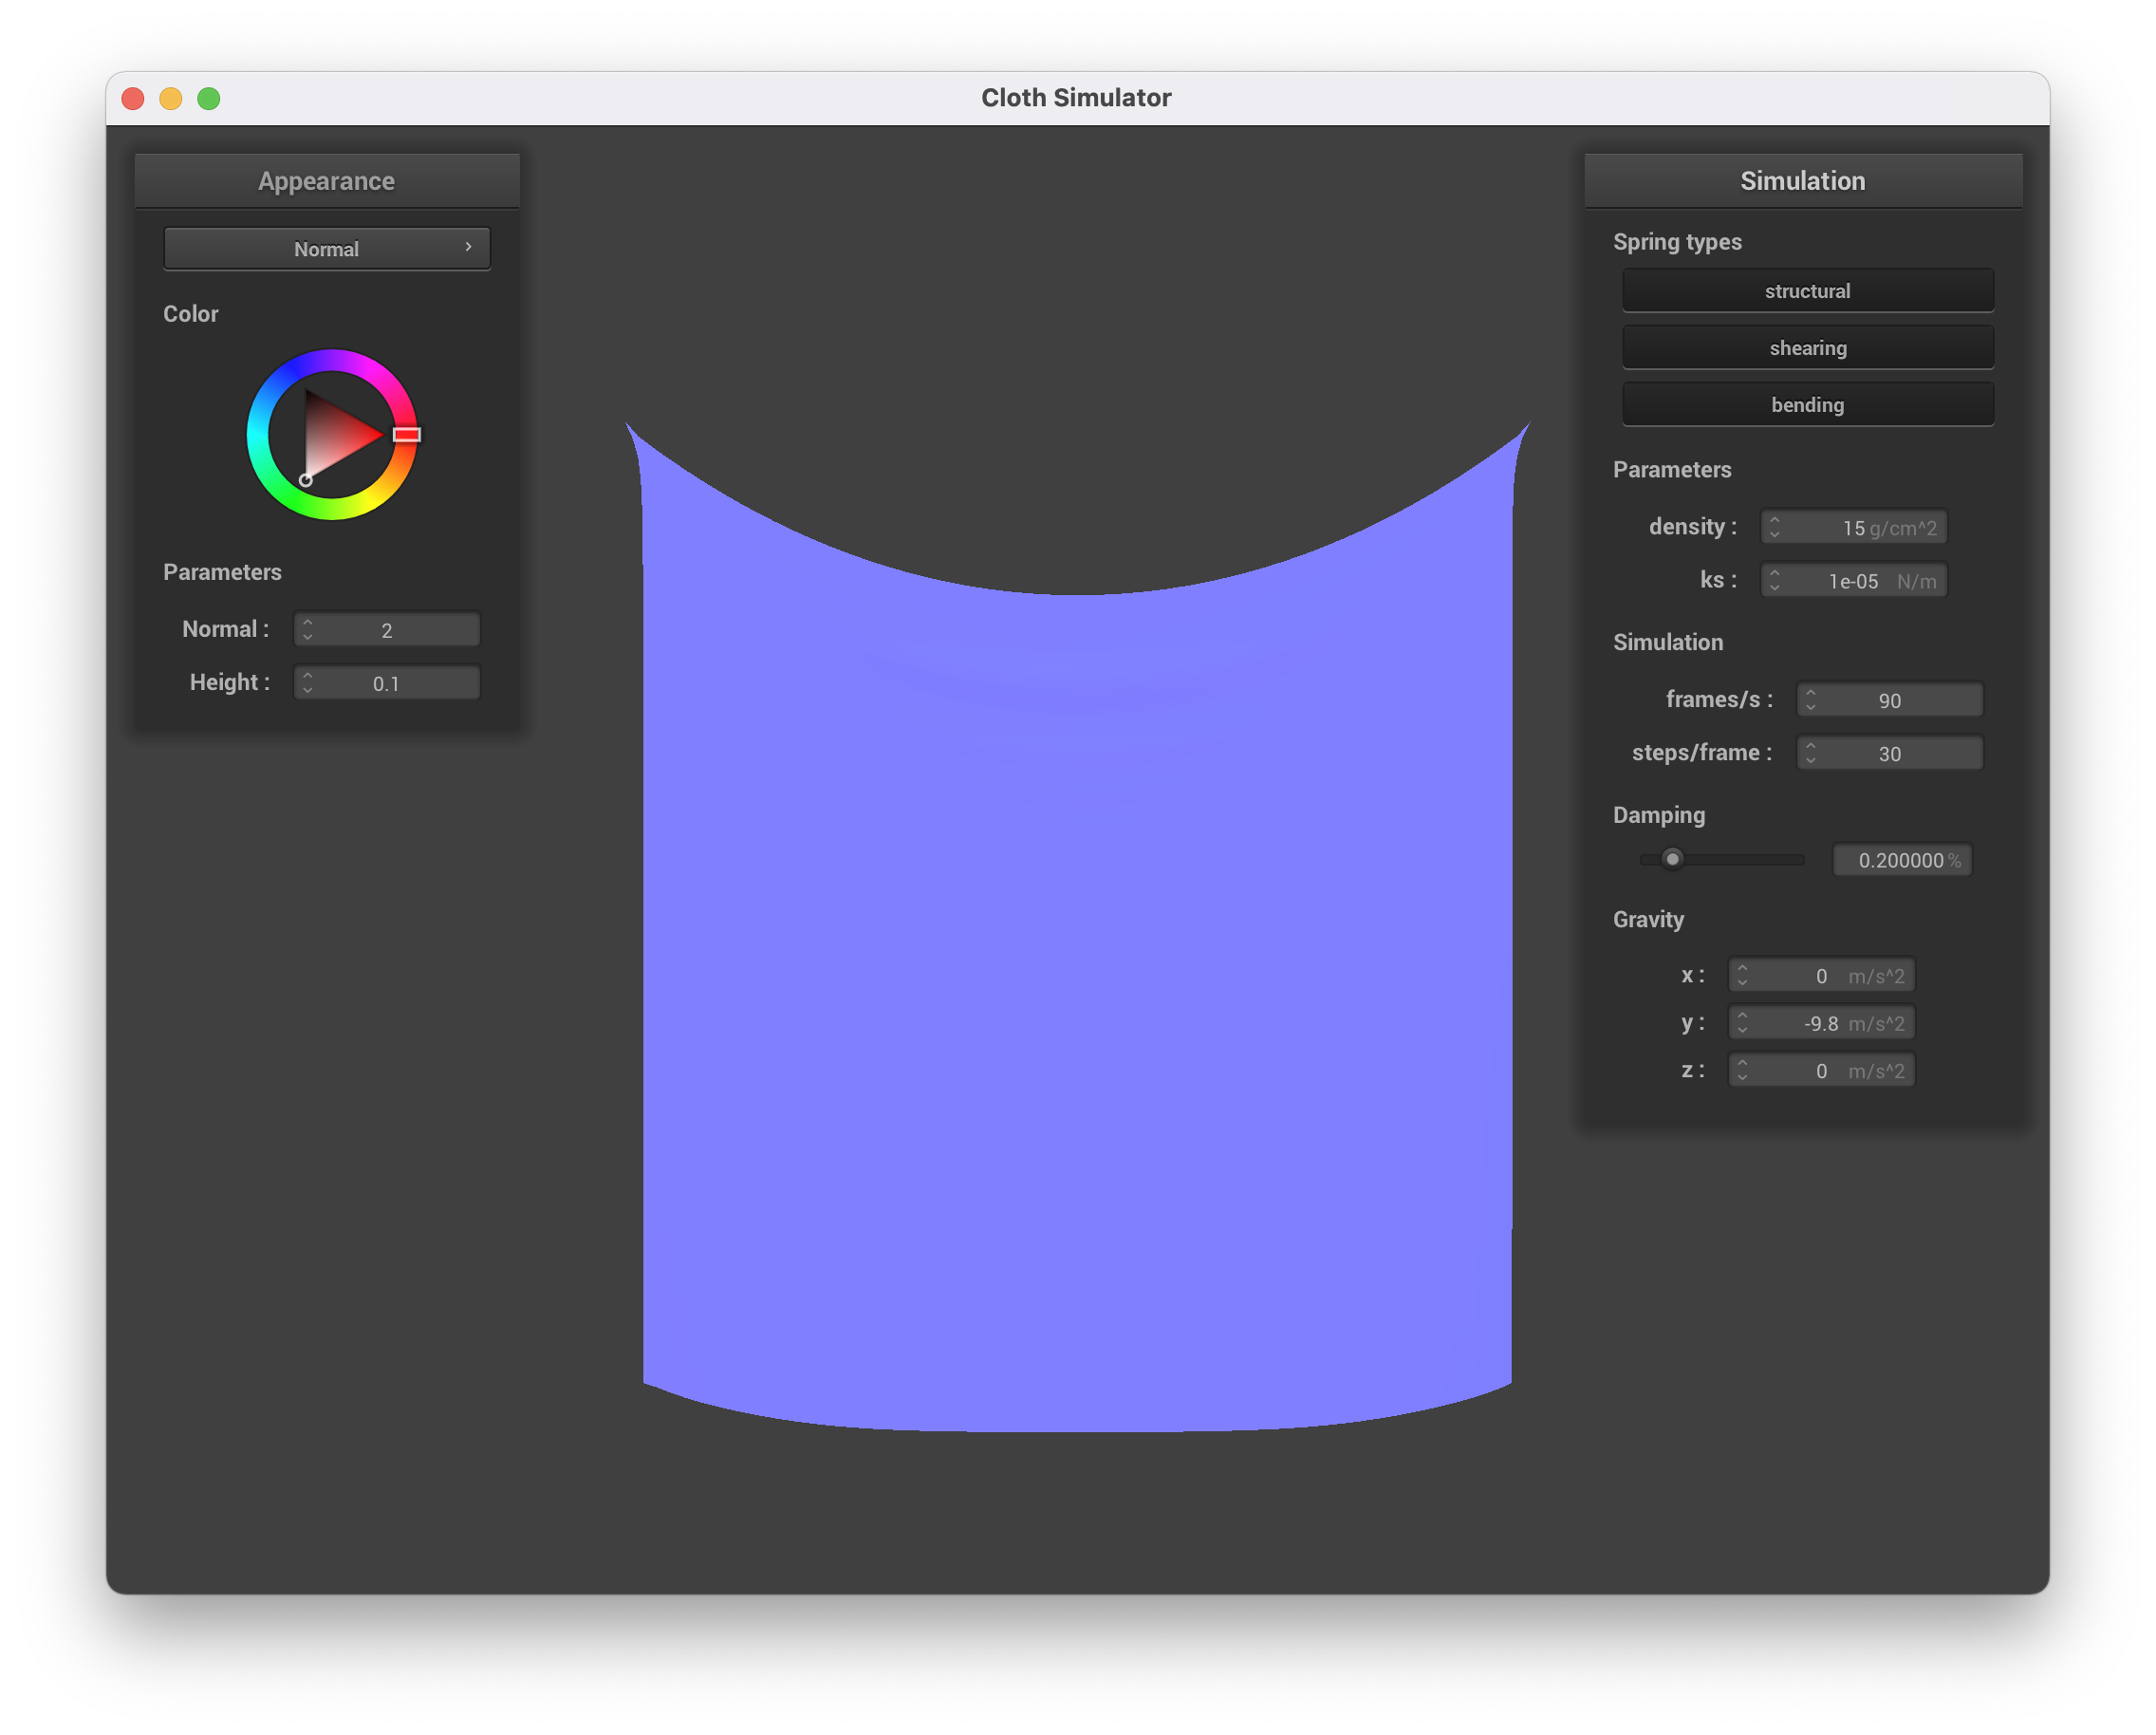 Cloth Simulator
Appearance
Normal
Color
Parameters
Normal : 2
Height : 0.1
Simulation
Spring types
structural
shearing
bending
Parameters
density : 15 g/cm^2
ks : 1e-05 N/m
Simulation
frames/s : 90
steps/frame : 30
Damping
0.200000 %
Gravity
x : 0 m/s^2
y : -9.8 m/s^2
z : 0 m/s^2